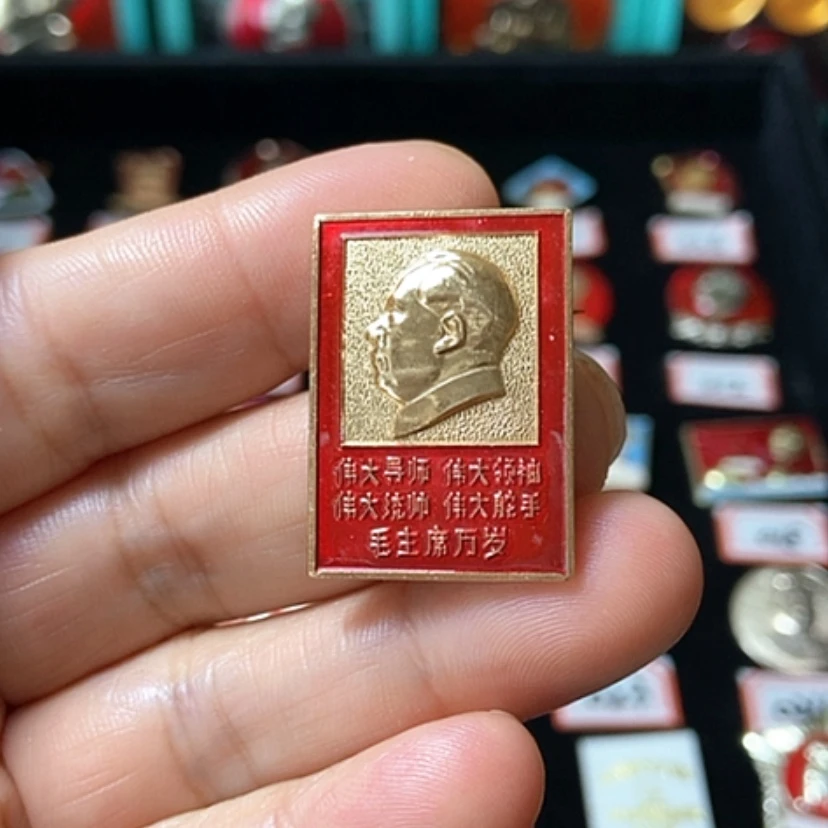 伟大导师 伟大领袖
伟大统帅 伟大舵手
毛主席万岁